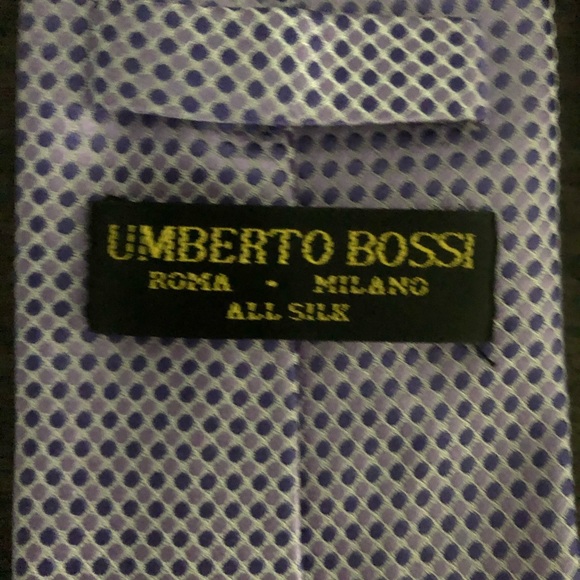 UMBERTO BOSSI
ROMA • MILANO
ALL SILK